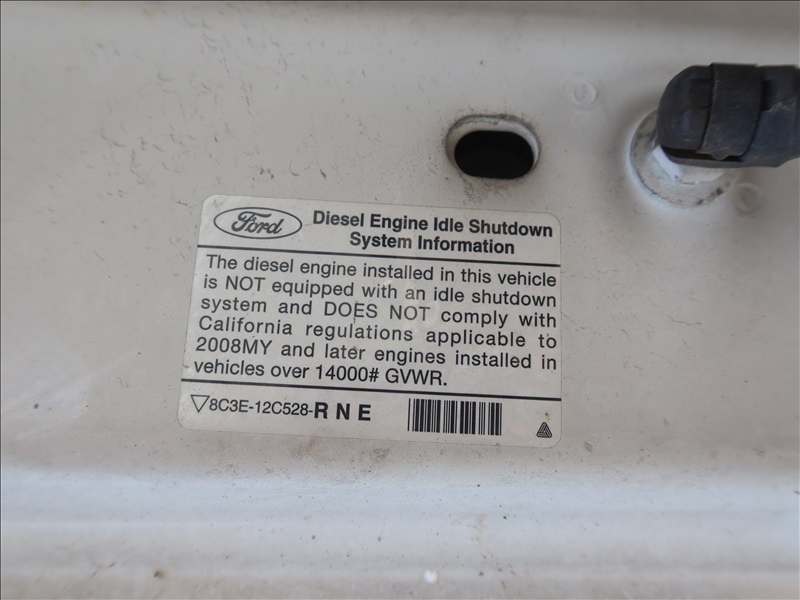 Ford
Diesel Engine Idle Shutdown
System Information
The diesel engine installed in this vehicle
is NOT equipped with an idle shutdown
system and DOES NOT comply with
California regulations applicable to
2008MY and later engines installed in
vehicles over 14000# GVWR.
8C3E-12C528-R N E